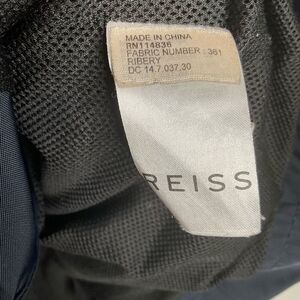 MADE IN CHINA
RN114836
FABRIC NUMBER : 361
RIBERY
DC 14.7.037.30
REISS